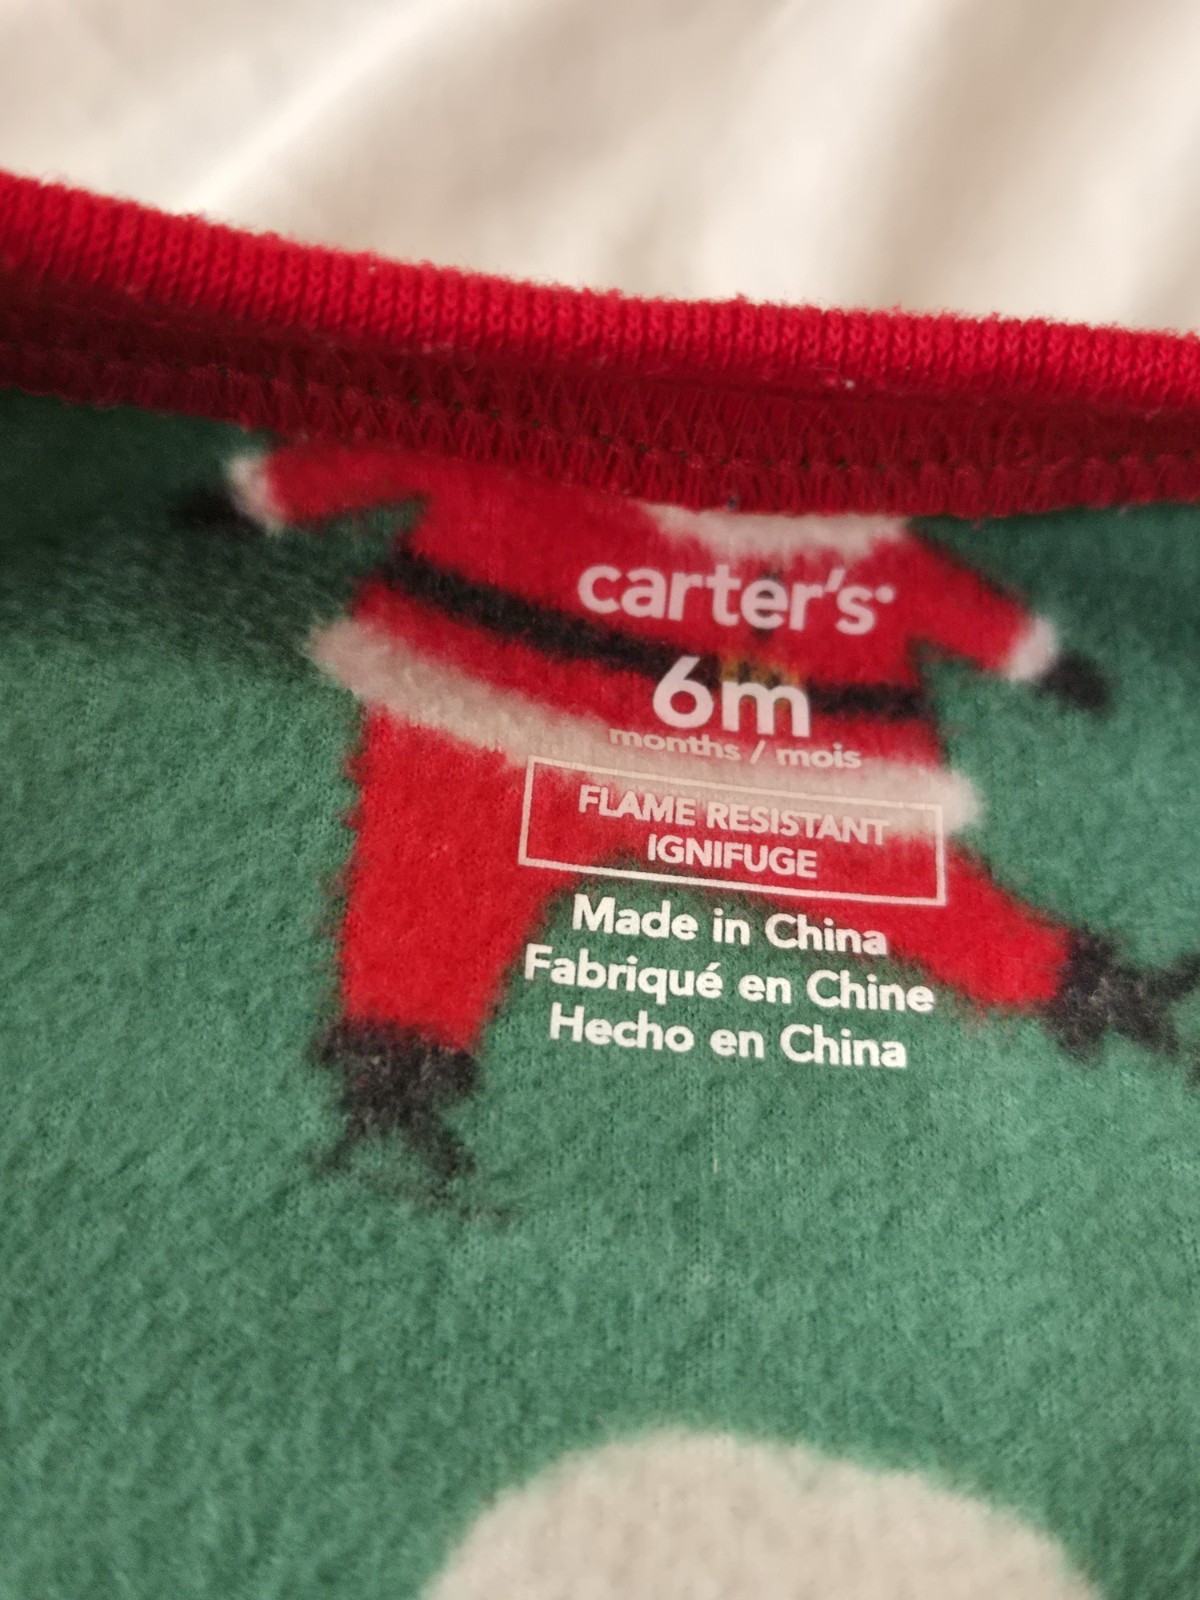 carter's
6m
months / mois
FLAME RESISTANT
IGNIFUGE
Made in China
Fabriqué en Chine
Hecho en China